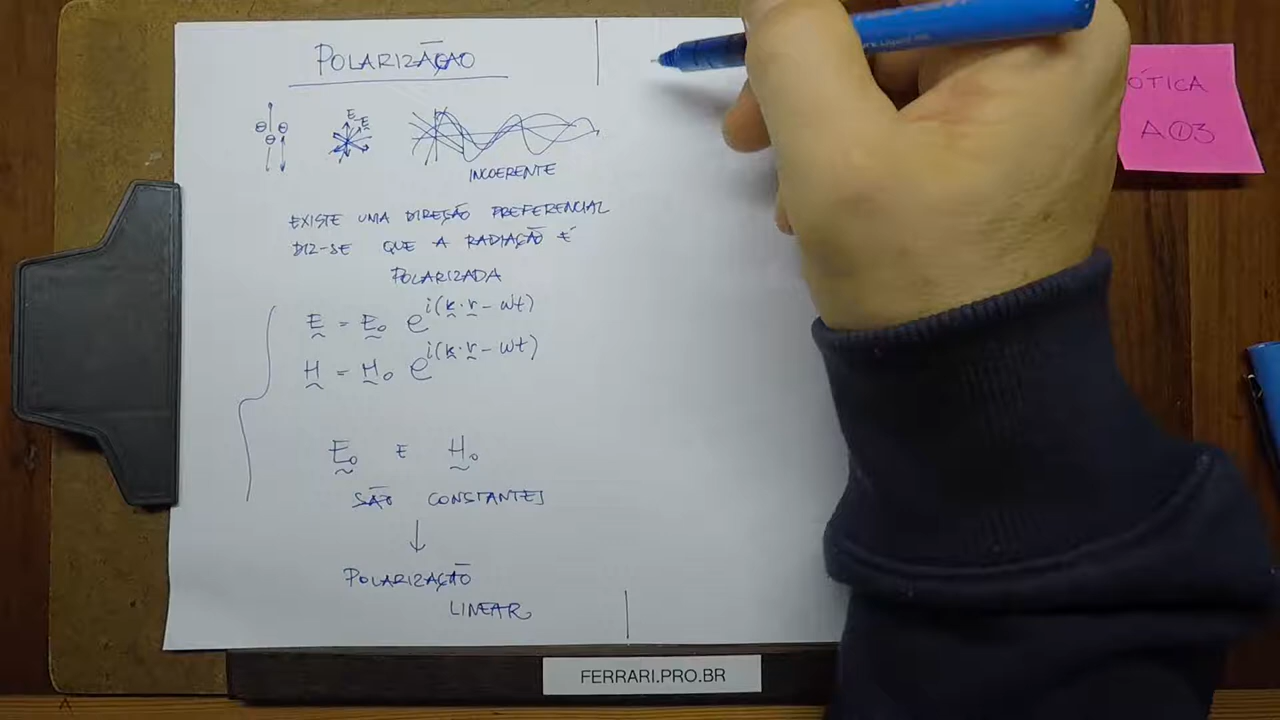 POLARIZAÇÃO
E
E
INCOERENTE
EXISTE UMA DIREÇÃO PREFERENCIAL
DIZ-SE QUE A RADIAÇÃO É
POLARIZADA
E = E₀ e^{i(k·r - ωt)}
H = H₀ e^{i(k·r - ωt)}
E₀ E H₀
SÃO CONSTANTES
POLARIZAÇÃO
LINEAR
ÓTICA
A03
FERRARI.PRO.BR